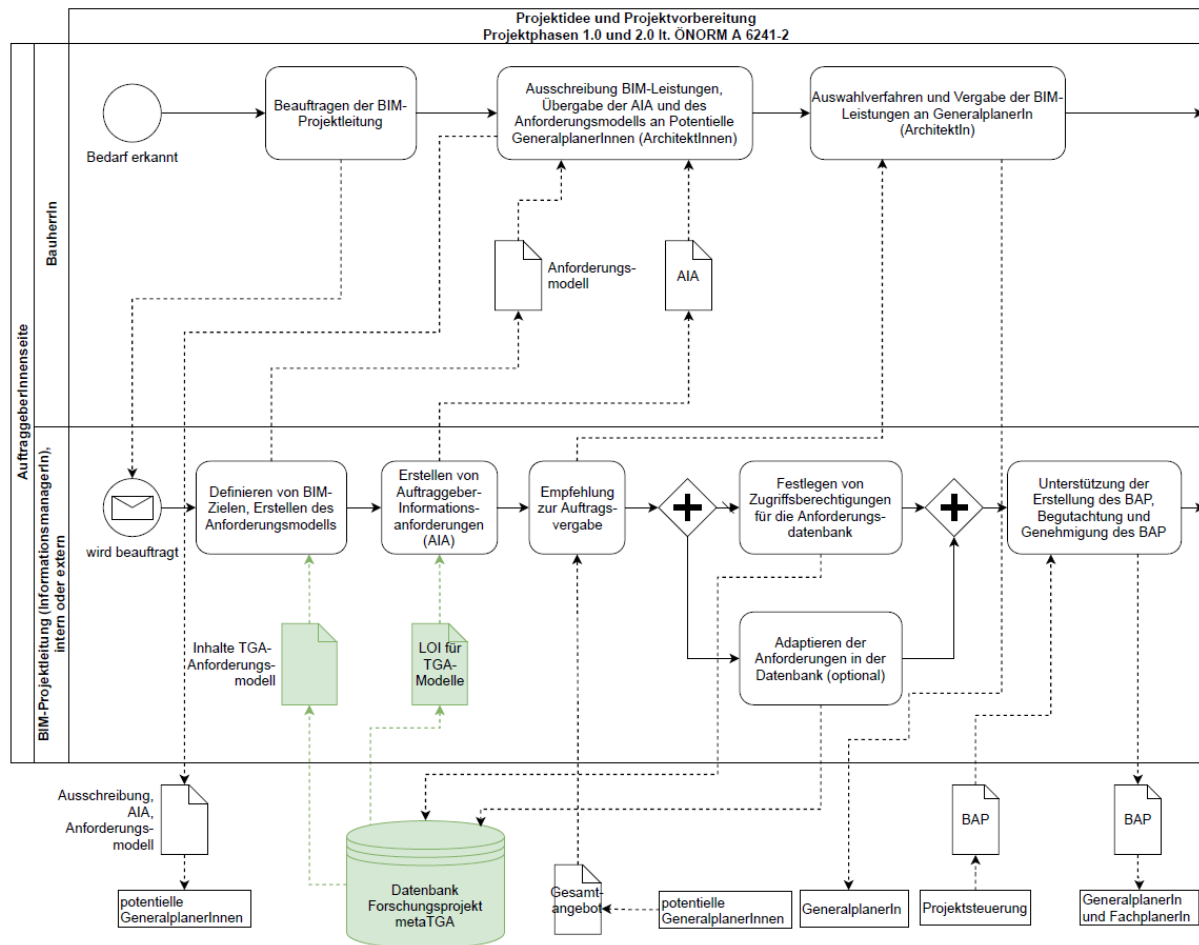 Projektidee und Projektvorbereitung
Projektphasen 1.0 und 2.0 lt. ÖNORM A 6241-2
AuftraggeberInnenseite
BauherrIn
Bedarf erkannt
Beauftragen der BIM-
Projektleitung
Ausschreibung BIM-Leistungen,
Übergabe der AIA und des
Anforderungsmodells an Potentielle
GeneralplanerInnen (ArchitektInnen)
Auswahlverfahren und Vergabe der BIM-
Leistungen an GeneralplanerIn
(ArchitektIn)
Anforderungs-
modell
AIA
BIM-Projektleitung (InformationsmanagerIn),
intern oder extern
wird beauftragt
Definieren von BIM-
Zielen, Erstellen des
Anforderungsmodells
Erstellen von
Auftraggeber-
Informations-
anforderungen
(AIA)
Empfehlung
zur Auftrags-
vergabe
Festlegen von
Zugriffsberechtigungen
für die Anforderungs-
datenbank
Unterstützung der
Erstellung des BAP,
Begutachtung und
Genehmigung des BAP
Inhalte TGA-
Anforderungs-
modell
LOI für
TGA-
Modelle
Adaptieren der
Anforderungen in der
Datenbank (optional)
Ausschreibung,
AIA,
Anforderungs-
modell
BAP
BAP
Datenbank
Forschungsprojekt
metaTGA
Gesamt-
angebot
potentielle
GeneralplanerInnen
potentielle
GeneralplanerInnen
GeneralplanerIn
Projektsteuerung
GeneralplanerIn
und FachplanerIn